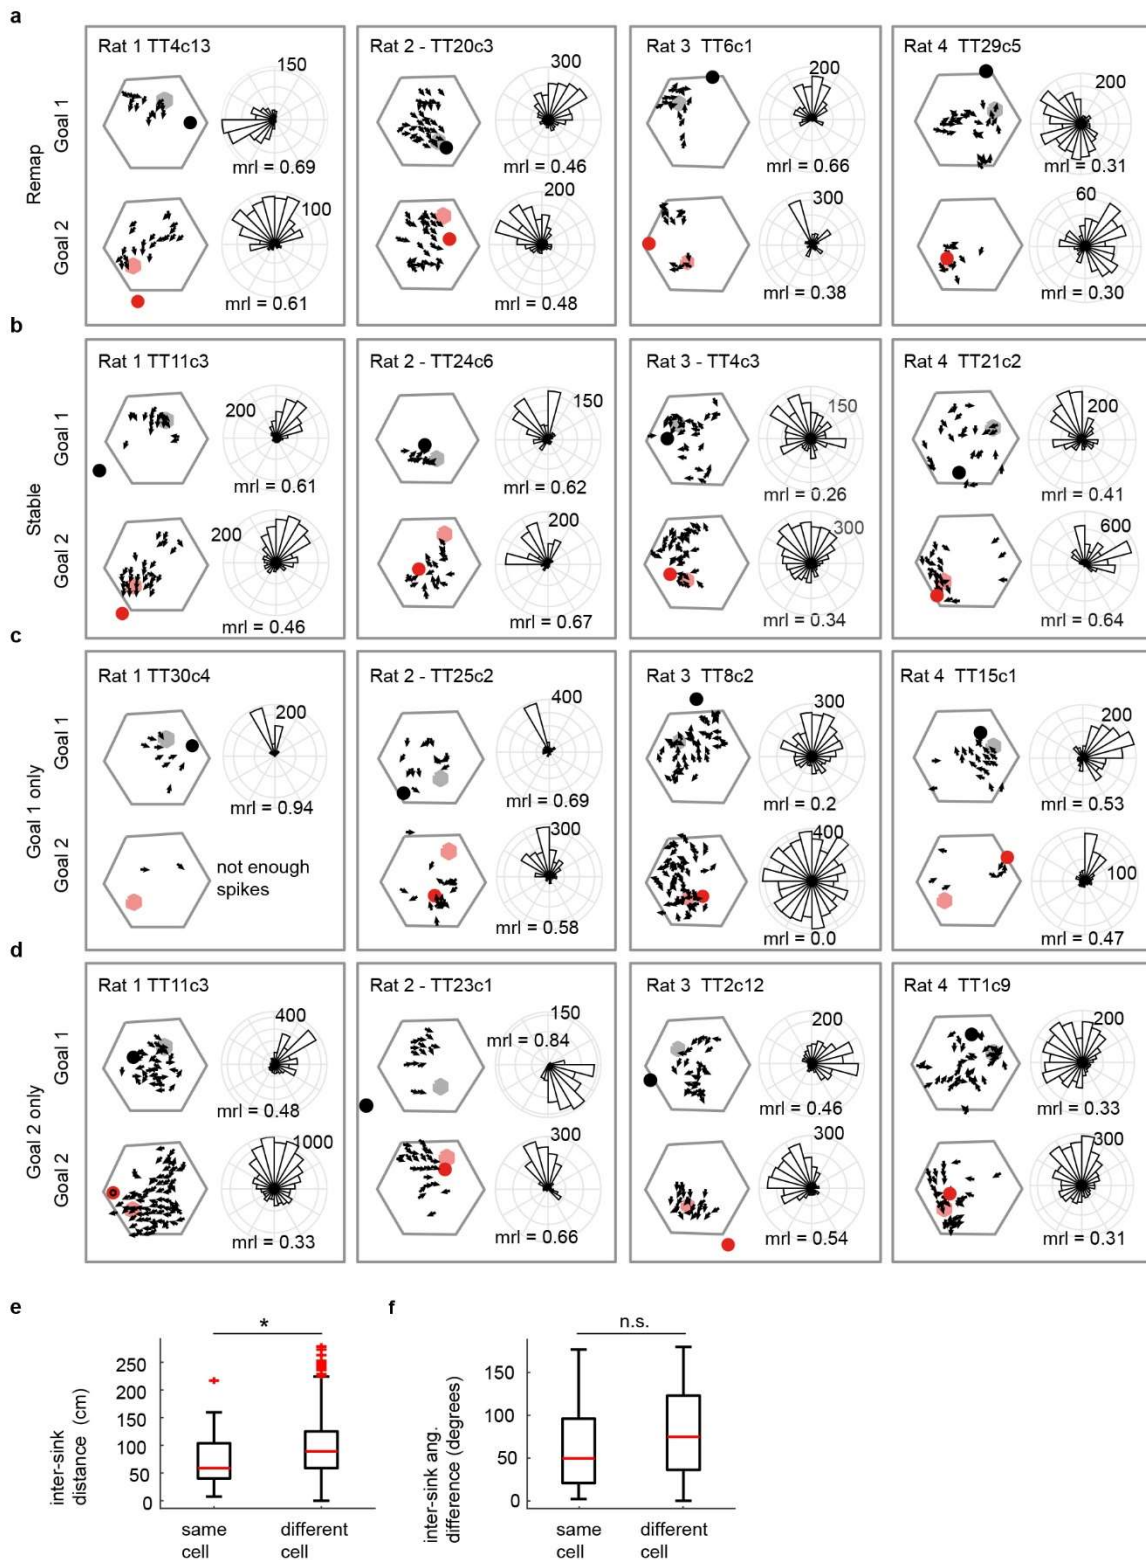 a
Rat 1 TT4c13
Rat 2 - TT20c3
Rat 3 TT6c1
Rat 4 TT29c5
Remap
Goal 1
150
mrl = 0.69
300
mrl = 0.46
200
mrl = 0.66
200
mrl = 0.31
Goal 2
100
mrl = 0.61
200
mrl = 0.48
300
mrl = 0.38
60
mrl = 0.30
b
Rat 1 TT11c3
Rat 2 - TT24c6
Rat 3 - TT4c3
Rat 4 TT21c2
Stable
Goal 1
200
mrl = 0.61
150
mrl = 0.62
150
mrl = 0.26
200
mrl = 0.41
Goal 2
200
mrl = 0.46
200
mrl = 0.67
300
mrl = 0.34
600
mrl = 0.64
c
Rat 1 TT30c4
Rat 2 - TT25c2
Rat 3 TT8c2
Rat 4 TT15c1
Goal 1 only
Goal 1
200
mrl = 0.94
400
mrl = 0.69
300
mrl = 0.2
200
mrl = 0.53
Goal 2
not enough
spikes
300
mrl = 0.58
400
mrl = 0.0
100
mrl = 0.47
d
Rat 1 TT11c3
Rat 2 - TT23c1
Rat 3 TT2c12
Rat 4 TT1c9
Goal 2 only
Goal 1
400
mrl = 0.48
150
mrl = 0.84
200
mrl = 0.46
200
mrl = 0.33
Goal 2
1000
mrl = 0.33
300
mrl = 0.66
300
mrl = 0.54
300
mrl = 0.31
e
*
inter-sink
distance (cm)
250
200
150
100
50
0
same
cell
different
cell
f
n.s.
inter-sink ang.
difference (degrees)
150
100
50
0
same
cell
different
cell